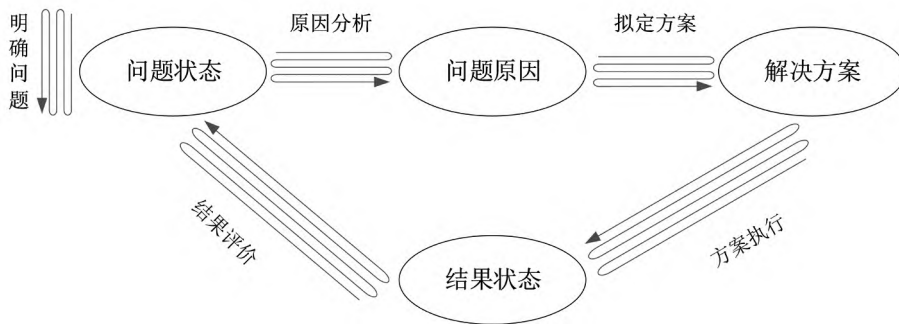 明确问题
问题状态
原因分析
问题原因
拟定方案
解决方案
结果评价
结果状态
方案执行